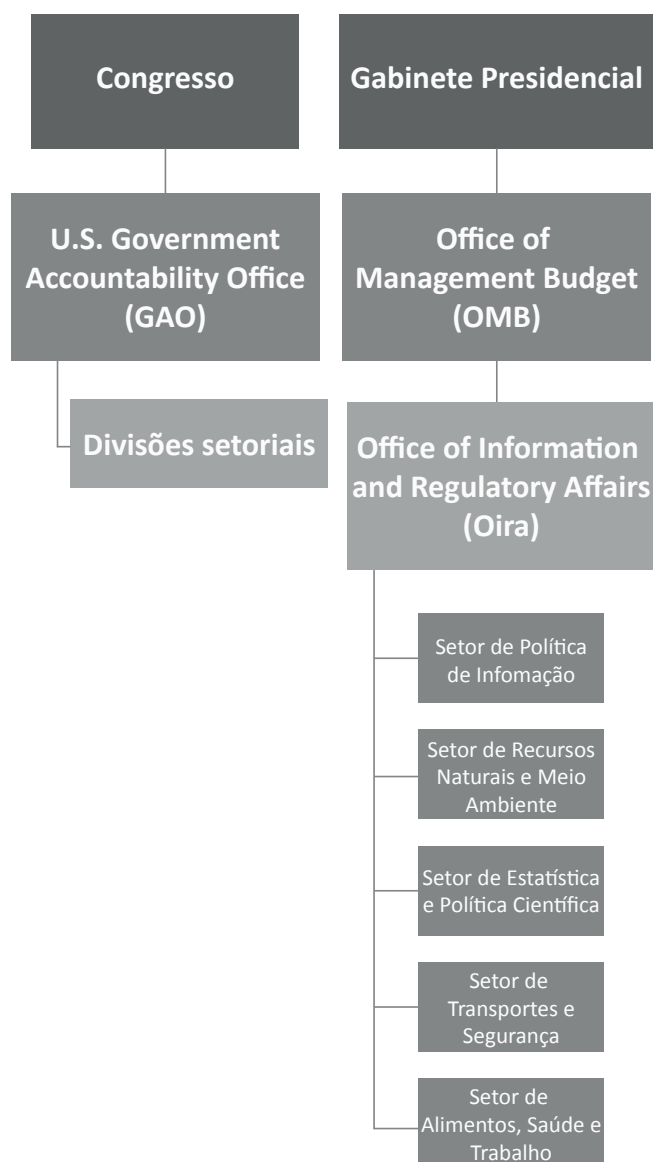 Congresso
Gabinete Presidencial
U.S. Government
Accountability Office
(GAO)
Office of
Management Budget
(OMB)
Divisões setoriais
Office of Information
and Regulatory Affairs
(Oira)
Setor de Política
de Infomação
Setor de Recursos
Naturais e Meio
Ambiente
Setor de Estatística
e Política Científica
Setor de
Transportes e
Segurança
Setor de
Alimentos, Saúde e
Trabalho